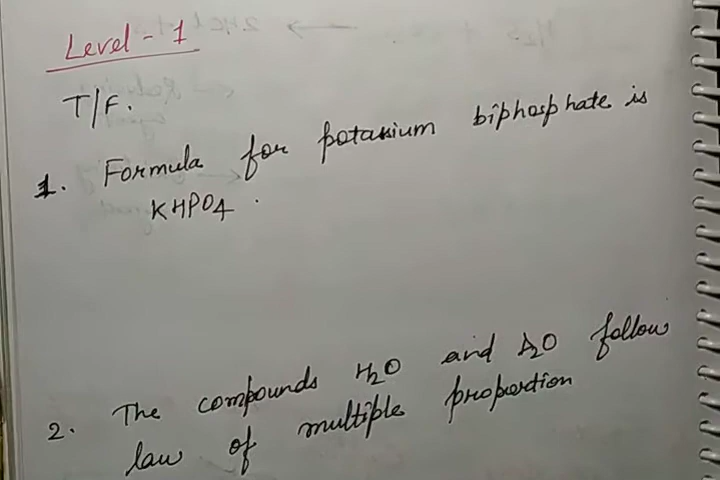 Level - 1
T/F.
1. Formula for potassium biphosphate is
KHPO4.
2. The compounds H2O and D2O follow
law of multiple proportion